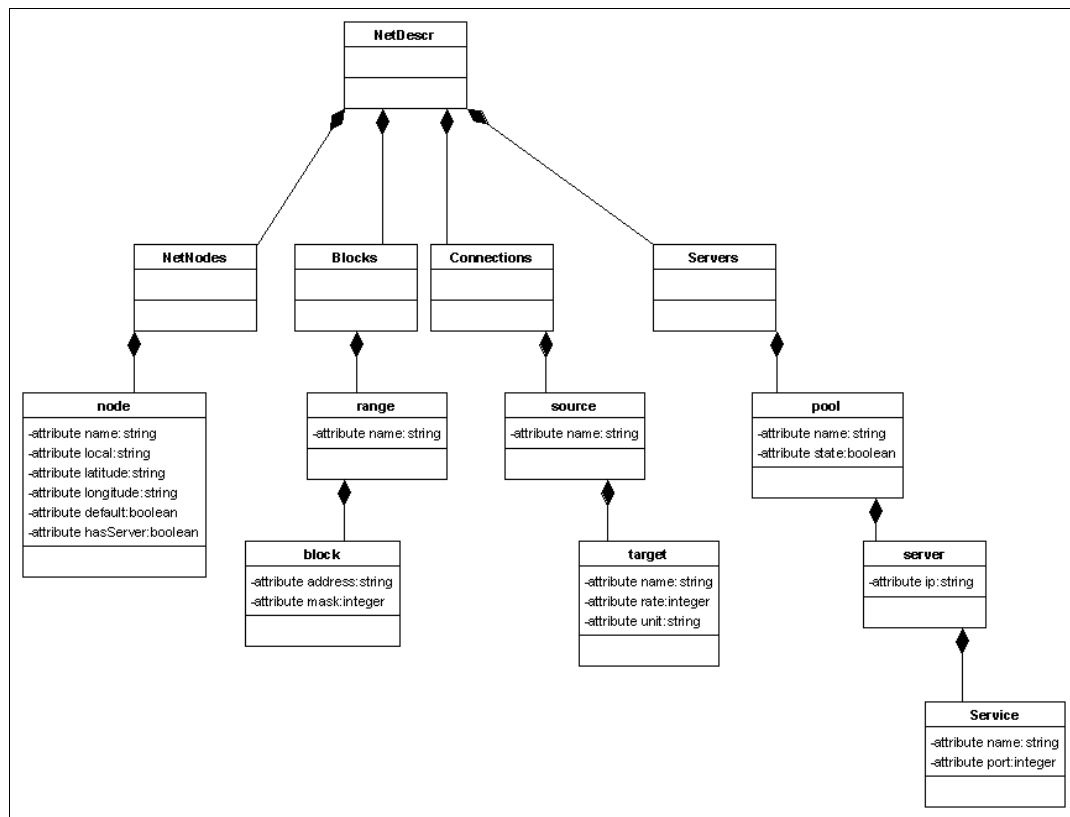 NetDescr
NetNodes
Blocks
Connections
Servers
node
-attribute name:string
-attribute local:string
-attribute latitude:string
-attribute longitude:string
-attribute default:boolean
-attribute hasServer:boolean
range
-attribute name:string
source
-attribute name:string
pool
-attribute name:string
-attribute state:boolean
block
-attribute address:string
-attribute mask:integer
target
-attribute name:string
-attribute rate:integer
-attribute unit:string
server
-attribute ip:string
Service
-attribute name:string
-attribute port:integer